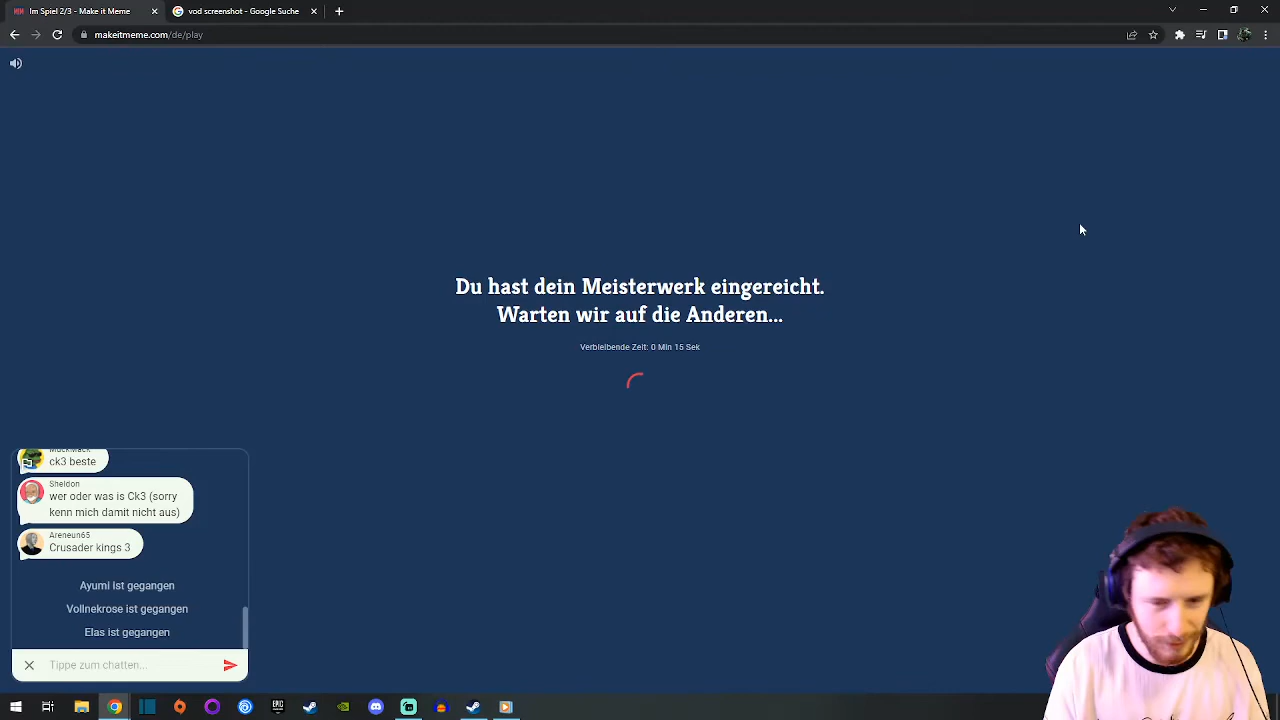 Im Spiel 2/3 - Make it Meme
vod screenshot - Google Suche
makeitmeme.com/de/play
Du hast dein Meisterwerk eingereicht.
Warten wir auf die Anderen...
Verbleibende Zeit: 0 Min 15 Sek
MuckMack
ck3 beste
Sheldon
wer oder was is Ck3 (sorry
kenn mich damit nicht aus)
Areneun65
Crusader kings 3
Ayumi ist gegangen
Vollnekrose ist gegangen
Elas ist gegangen
Tippe zum chatten...
EPIC